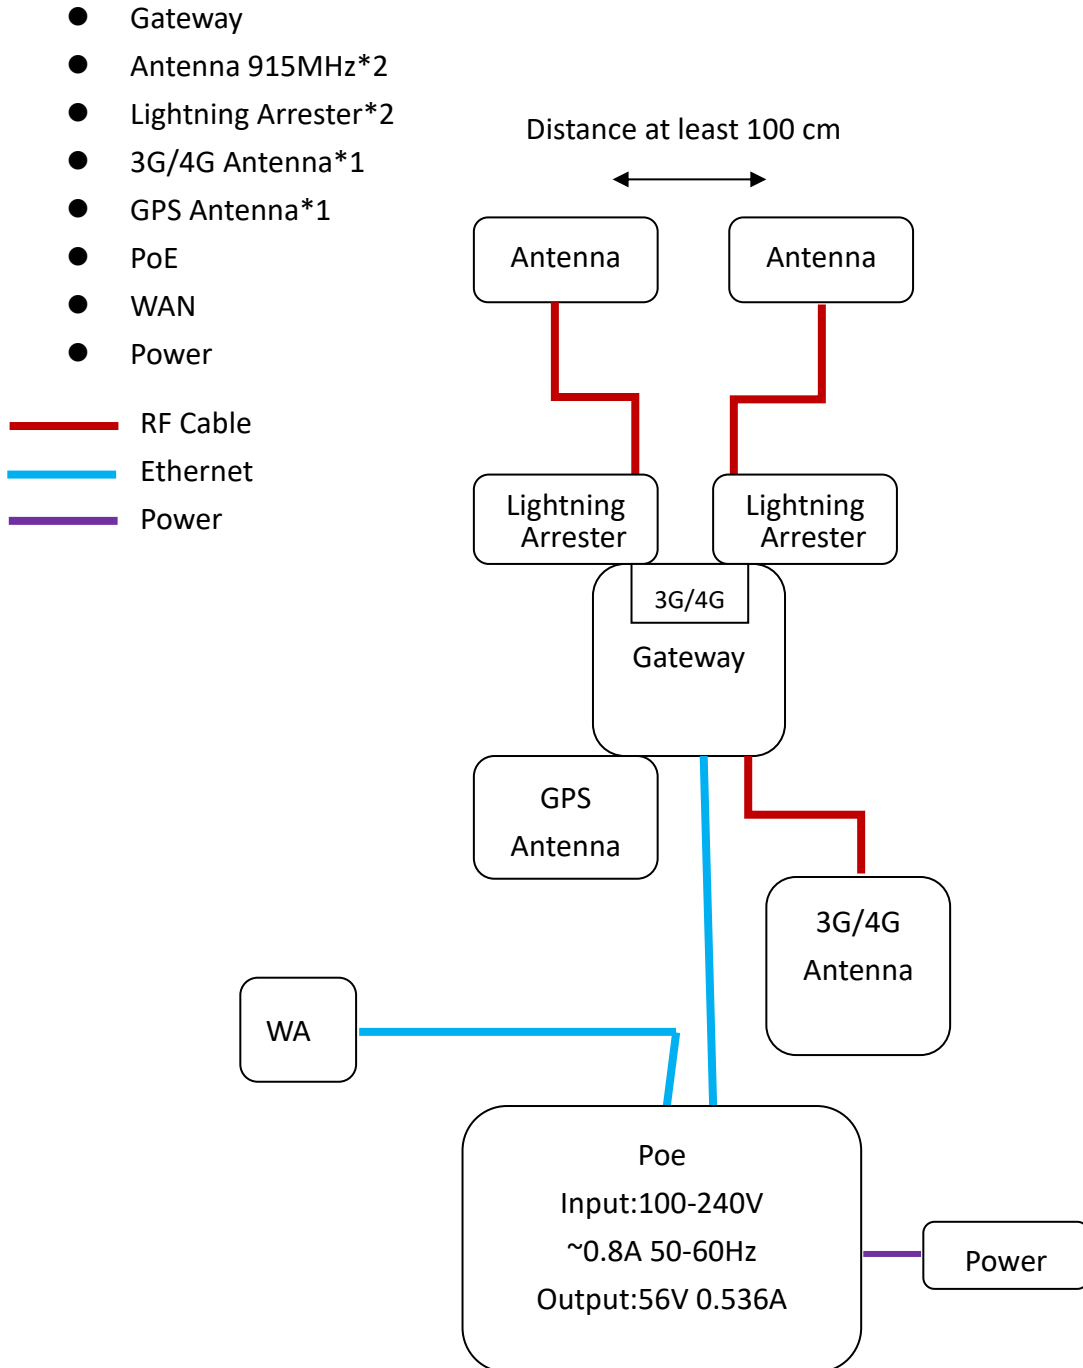 ● Gateway
● Antenna 915MHz*2
● Lightning Arrester*2
● 3G/4G Antenna*1
● GPS Antenna*1
● PoE
● WAN
● Power
RF Cable
Ethernet
Power
Distance at least 100 cm
Antenna
Antenna
Lightning
Arrester
Lightning
Arrester
3G/4G
Gateway
GPS
Antenna
3G/4G
Antenna
WA
Poe
Input:100-240V
~0.8A 50-60Hz
Output:56V 0.536A
Power